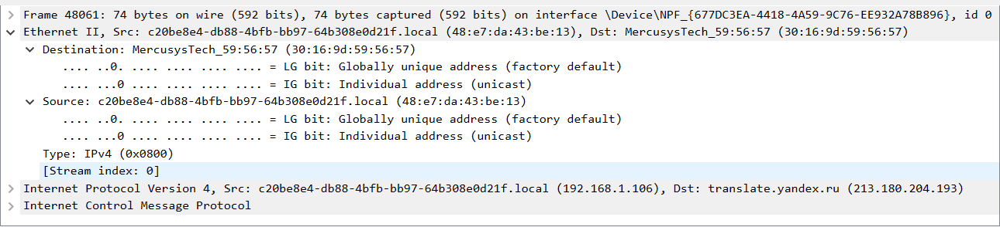 Frame 48061: 74 bytes on wire (592 bits), 74 bytes captured (592 bits) on interface \Device\NPF_{677DC3EA-4418-4A59-9C76-EE932A78B896}, id 0
Ethernet II, Src: c20be8e4-db88-4bfb-bb97-64b308e0d21f.local (48:e7:da:43:be:13), Dst: MercusysTech_59:56:57 (30:16:9d:59:56:57)
Destination: MercusysTech_59:56:57 (30:16:9d:59:56:57)
.... ..0. .... .... .... .... = LG bit: Globally unique address (factory default)
.... ...0 .... .... .... .... = IG bit: Individual address (unicast)
Source: c20be8e4-db88-4bfb-bb97-64b308e0d21f.local (48:e7:da:43:be:13)
.... ..0. .... .... .... .... = LG bit: Globally unique address (factory default)
.... ...0 .... .... .... .... = IG bit: Individual address (unicast)
Type: IPv4 (0x0800)
[Stream index: 0]
Internet Protocol Version 4, Src: c20be8e4-db88-4bfb-bb97-64b308e0d21f.local (192.168.1.106), Dst: translate.yandex.ru (213.180.204.193)
Internet Control Message Protocol